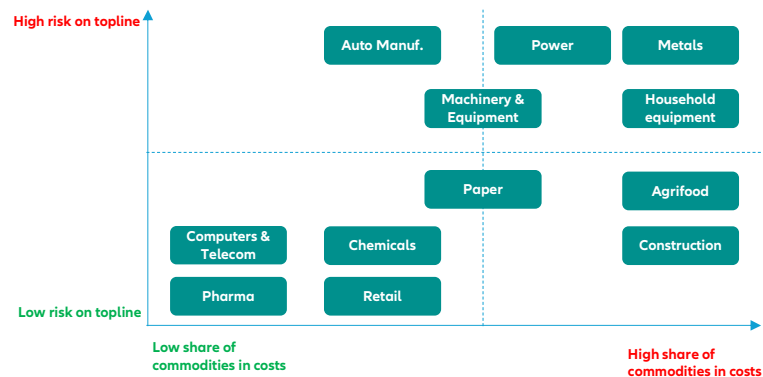 High risk on topline
Auto Manuf.
Power
Metals
Machinery &
Equipment
Household
equipment
Paper
Agrifood
Computers &
Telecom
Chemicals
Construction
Pharma
Retail
Low risk on topline
Low share of
commodities in costs
High share of
commodities in costs